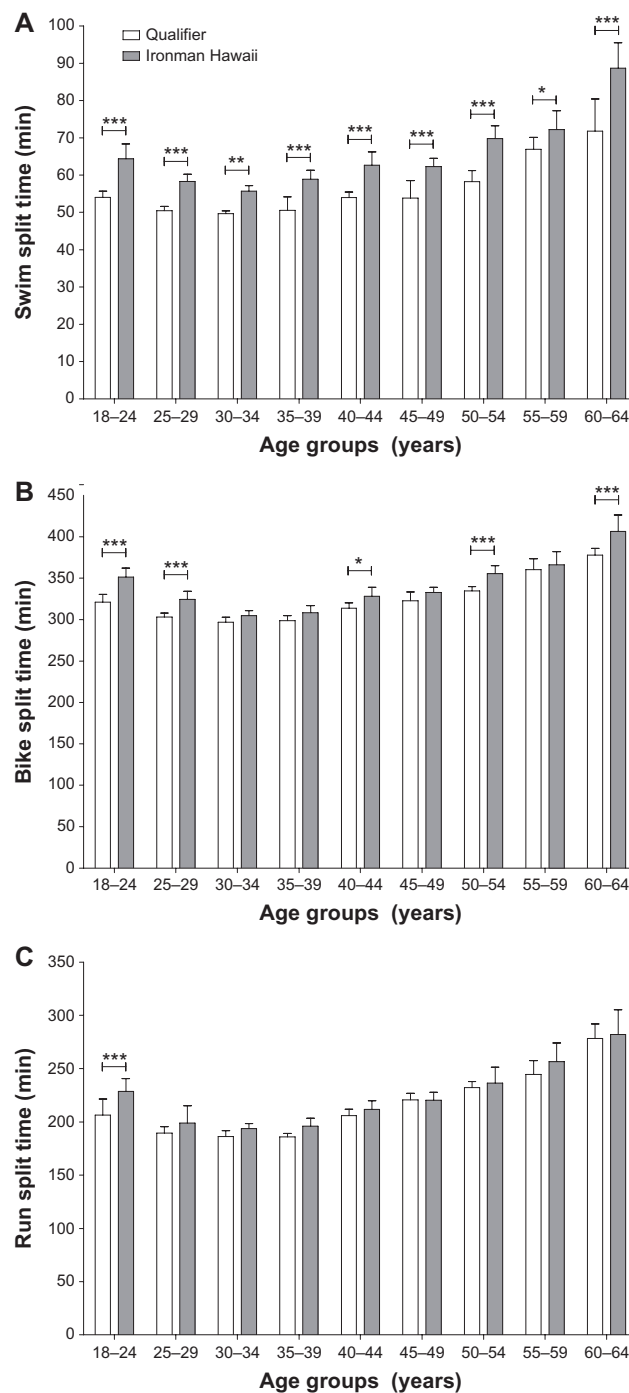 A
Qualifier
Ironman Hawaii
*** *** ** *** *** *** *** * ***
Swim split time (min)
100
90
80
70
60
50
40
30
20
10
0
18–24 25–29 30–34 35–39 40–44 45–49 50–54 55–59 60–64
Age groups (years)
B
*** *** * *** ***
Bike split time (min)
450
400
350
300
250
200
150
100
50
0
18–24 25–29 30–34 35–39 40–44 45–49 50–54 55–59 60–64
Age groups (years)
C
***
Run split time (min)
350
300
250
200
150
100
50
0
18–24 25–29 30–34 35–39 40–44 45–49 50–54 55–59 60–64
Age groups (years)